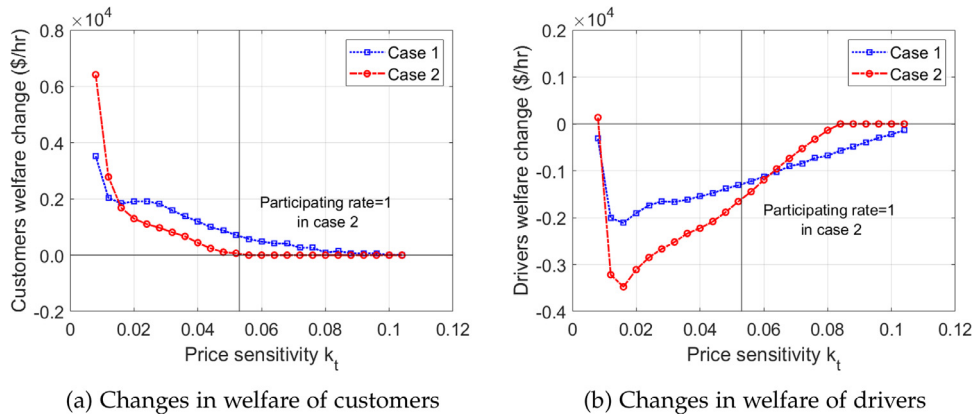 ×10⁴
0.8
0.6
0.4
0.2
0.0
-0.2
0
0.02
0.04
0.06
0.08
0.1
0.12
Customers welfare change ($/hr)
Price sensitivity k_t
Case 1
Case 2
Participating rate=1
in case 2
(a) Changes in welfare of customers
×10⁴
0.2
0.1
0
-0.1
-0.2
-0.3
-0.4
0
0.02
0.04
0.06
0.08
0.1
0.12
Drivers welfare change ($/hr)
Price sensitivity k_t
Case 1
Case 2
Participating rate=1
in case 2
(b) Changes in welfare of drivers